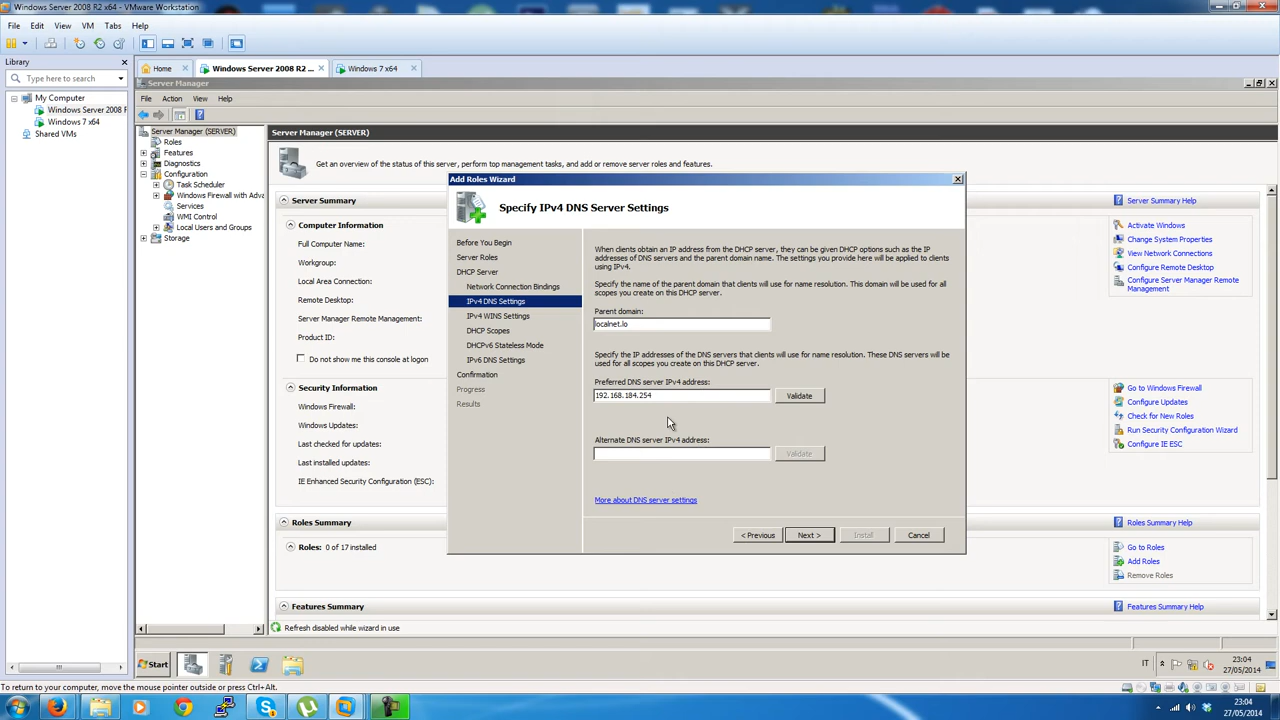 Windows Server 2008 R2 x64 - VMware Workstation
File Edit View VM Tabs Help
Library
Type here to search
My Computer
Windows Server 2008 F
Windows 7 x64
Shared VMs
Home
Windows Server 2008 R2 ...
Windows 7 x64
Server Manager
File Action View Help
Server Manager (SERVER)
Roles
Features
Diagnostics
Configuration
Task Scheduler
Windows Firewall with Adva
Services
WMI Control
Local Users and Groups
Storage
Server Manager (SERVER)
Get an overview of the status of this server, perform top management tasks, and add or remove server roles and features.
Server Summary
Server Summary Help
Computer Information
Full Computer Name:
Workgroup:
Local Area Connection:
Remote Desktop:
Server Manager Remote Management:
Product ID:
Do not show me this console at logon
Activate Windows
Change System Properties
View Network Connections
Configure Remote Desktop
Configure Server Manager Remote
Management
Security Information
Windows Firewall:
Windows Updates:
Last checked for updates:
Last installed updates:
IE Enhanced Security Configuration (ESC):
Go to Windows Firewall
Configure Updates
Check for New Roles
Run Security Configuration Wizard
Configure IE ESC
Roles Summary
Roles Summary Help
Roles: 0 of 17 installed
Go to Roles
Add Roles
Remove Roles
Features Summary
Features Summary Help
Refresh disabled while wizard in use
Add Roles Wizard
Specify IPv4 DNS Server Settings
Before You Begin
Server Roles
DHCP Server
Network Connection Bindings
IPv4 DNS Settings
IPv4 WINS Settings
DHCP Scopes
DHCPv6 Stateless Mode
IPv6 DNS Settings
Confirmation
Progress
Results
When clients obtain an IP address from the DHCP server, they can be given DHCP options such as the IP
addresses of DNS servers and the parent domain name. The settings you provide here will be applied to clients
using IPv4.
Specify the name of the parent domain that clients will use for name resolution. This domain will be used for all
scopes you create on this DHCP server.
Parent domain:
localnet.lo
Specify the IP addresses of the DNS servers that clients will use for name resolution. These DNS servers will be
used for all scopes you create on this DHCP server.
Preferred DNS server IPv4 address:
192.168.184.254
Validate
Alternate DNS server IPv4 address:
Validate
More about DNS server settings
< Previous
Next >
Install
Cancel
Start
IT
23:04
27/05/2014
To return to your computer, move the mouse pointer outside or press Ctrl+Alt.
23:04
27/05/2014